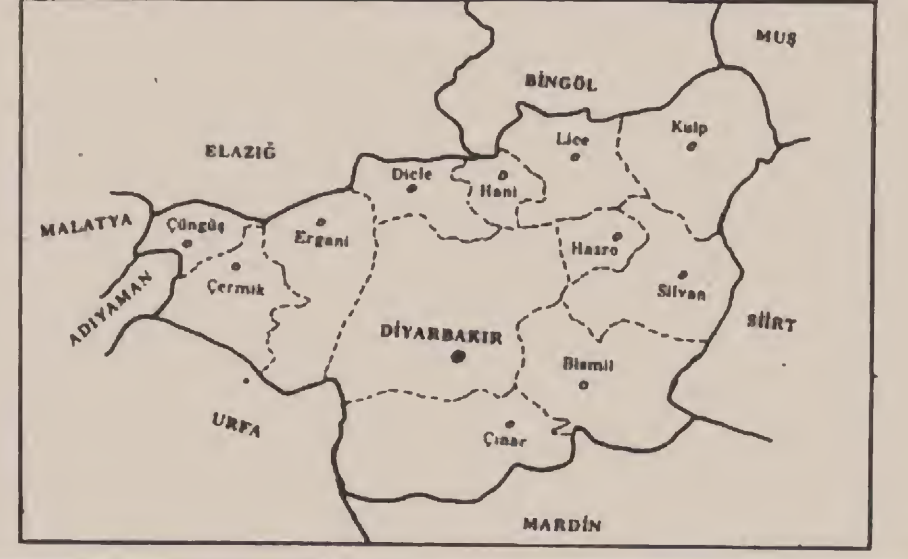 MUŞ
BİNGÖL
Kulp
Lice
ELAZIĞ
Dicle
Hani
MALATYA
Çüngüş
Ergani
Hazro
Çermik
Silvan
ADIYAMAN
SİİRT
DİYARBAKIR
Bismil
URFA
Çınar
MARDİN